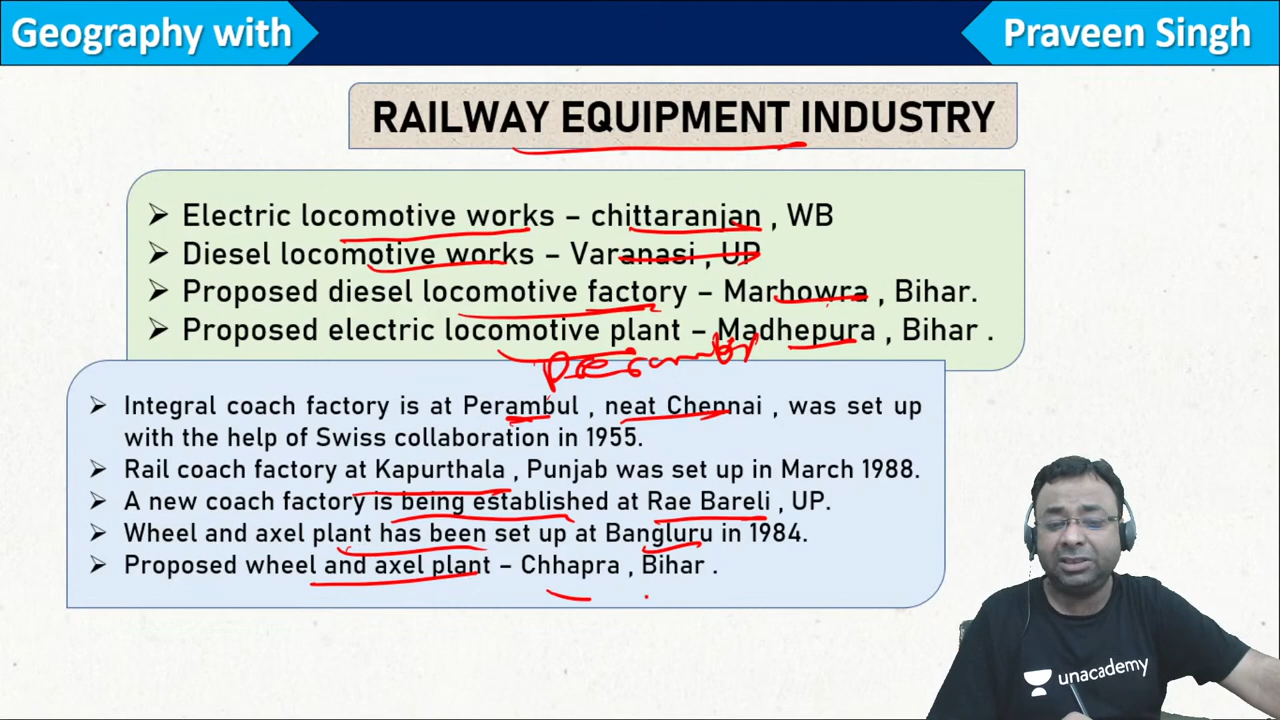 Geography with
Praveen Singh
RAILWAY EQUIPMENT INDUSTRY
➢ Electric locomotive works – chittaranjan , WB
➢ Diesel locomotive works – Varanasi , UP
➢ Proposed diesel locomotive factory – Marhowra , Bihar.
➢ Proposed electric locomotive plant – Madhepura , Bihar .
➢ Integral coach factory is at Perambul , neat Chennai , was set up
with the help of Swiss collaboration in 1955.
➢ Rail coach factory at Kapurthala , Punjab was set up in March 1988.
➢ A new coach factory is being established at Rae Bareli , UP.
➢ Wheel and axel plant has been set up at Bangluru in 1984.
➢ Proposed wheel and axel plant – Chhapra , Bihar .
unacademy